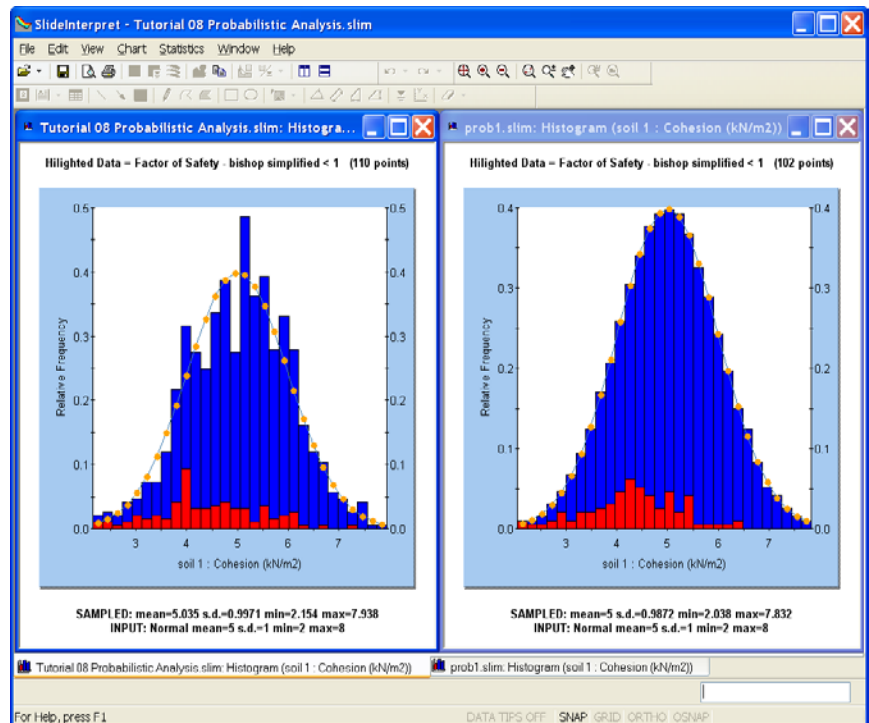 SlideInterpret - Tutorial 08 Probabilistic Analysis.slim
File Edit View Chart Statistics Window Help
Tutorial 08 Probabilistic Analysis.slim: Histogra...
Hilighted Data = Factor of Safety - bishop simplified < 1 (110 points)
0.5
0.4
0.3
0.2
0.1
0.0
0.5
0.4
0.3
0.2
0.1
0.0
Relative Frequency
3 4 5 6 7
soil 1 : Cohesion (kN/m2)
SAMPLED: mean=5.035 s.d.=0.9971 min=2.154 max=7.938
INPUT: Normal mean=5 s.d.=1 min=2 max=8
prob1.slim: Histogram (soil 1 : Cohesion (kN/m2))
Hilighted Data = Factor of Safety - bishop simplified < 1 (102 points)
0.4
0.3
0.2
0.1
0.0
0.4
0.3
0.2
0.1
0.0
Relative Frequency
3 4 5 6 7
soil 1 : Cohesion (kN/m2)
SAMPLED: mean=5 s.d.=0.9872 min=2.038 max=7.832
INPUT: Normal mean=5 s.d.=1 min=2 max=8
Tutorial 08 Probabilistic Analysis.slim: Histogram (soil 1 : Cohesion (kN/m2))
prob1.slim: Histogram (soil 1 : Cohesion (kN/m2))
For Help, press F1
DATA TIPS OFF SNAP GRID ORTHO OSNAP